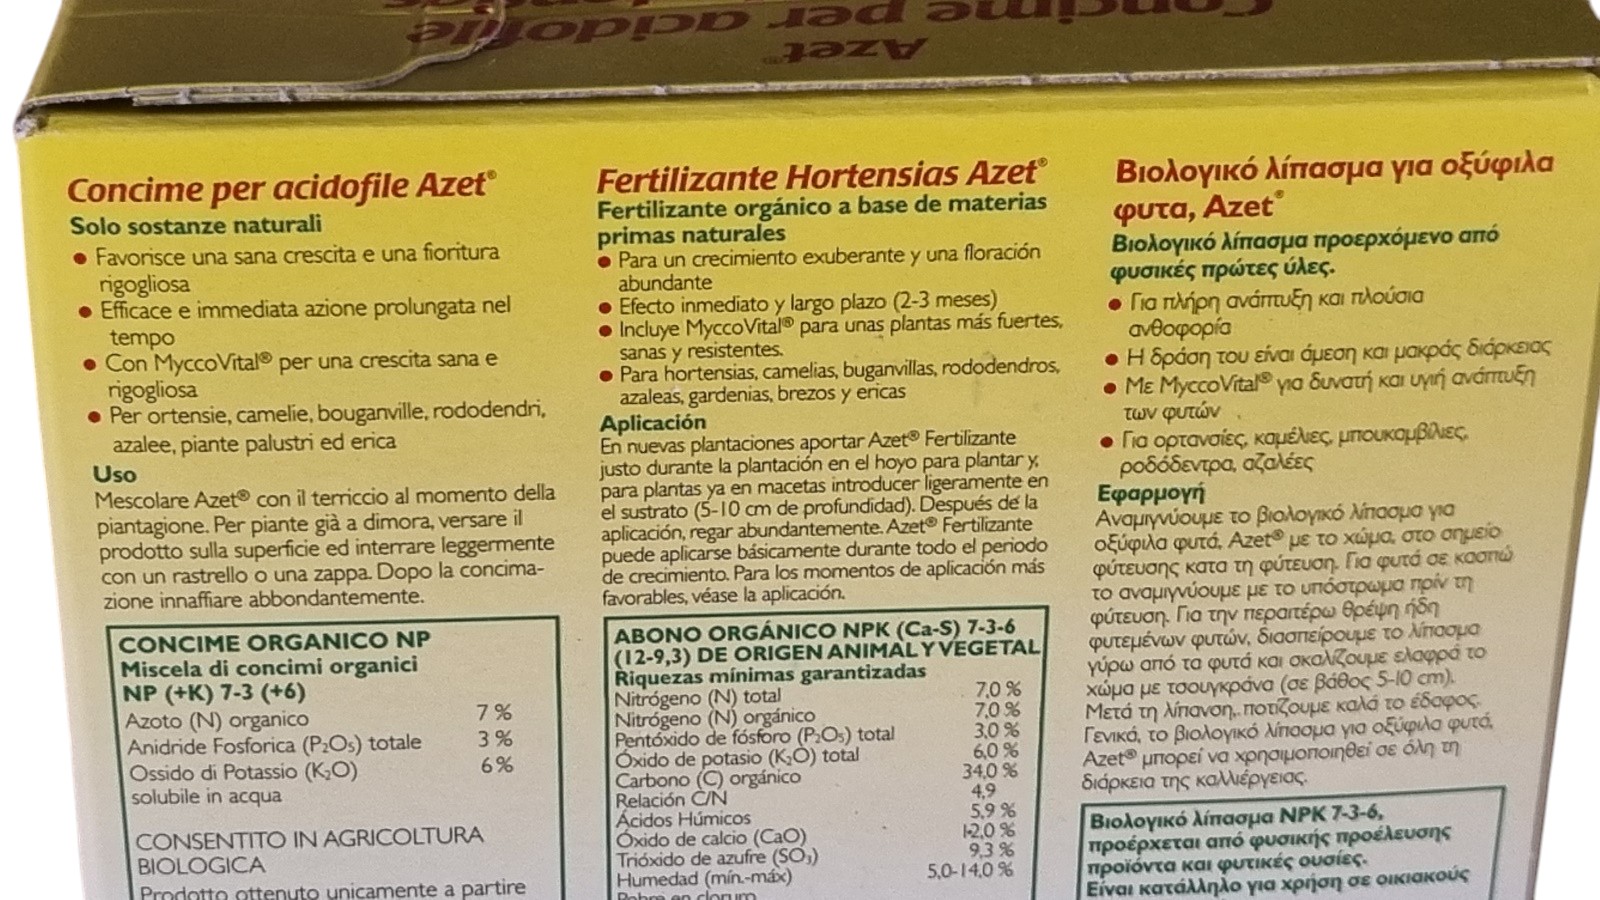 Concime per acidofile
Azet®
Concime per acidofile Azet®
Solo sostanze naturali
• Favorisce una sana crescita e una fioritura
rigogliosa
• Efficace e immediata azione prolungata nel
tempo
• Con MyccoVital® per una crescita sana e
rigogliosa
• Per ortensie, camelie, bouganville, rododendri,
azalee, piante palustri ed erica
Uso
Mescolare Azet® con il terriccio al momento della
piantagione. Per piante già a dimora, versare il
prodotto sulla superficie ed interrare leggermente
con un rastrello o una zappa. Dopo la concima-
zione innaffiare abbondantemente.
CONCIME ORGANICO NP
Miscela di concimi organici
NP (+K) 7-3 (+6)
Azoto (N) organico 7 %
Anidride Fosforica (P₂O₅) totale 3 %
Ossido di Potassio (K₂O) 6 %
solubile in acqua
CONSENTITO IN AGRICOLTURA
BIOLOGICA
Prodotto ottenuto unicamente a partire
Fertilizante Hortensias Azet®
Fertilizante orgánico a base de materias
primas naturales
• Para un crecimiento exuberante y una floración
abundante
• Efecto inmediato y largo plazo (2-3 meses)
• Incluye MyccoVital® para unas plantas más fuertes,
sanas y resistentes.
• Para hortensias, camelias, buganvillas, rododendros,
azaleas, gardenias, brezos y ericas
Aplicación
En nuevas plantaciones aportar Azet® Fertilizante
justo durante la plantación en el hoyo para plantar y,
para plantas ya en macetas introducer ligeramente en
el sustrato (5-10 cm de profundidad). Después de la
aplicación, regar abundantemente. Azet® Fertilizante
puede aplicarse básicamente durante todo el periodo
de crecimiento. Para los momentos de aplicación más
favorables, véase la aplicación.
ABONO ORGÁNICO NPK (Ca-S) 7-3-6
(12-9,3) DE ORIGEN ANIMAL Y VEGETAL
Riquezas mínimas garantizadas
Nitrógeno (N) total 7,0 %
Nitrógeno (N) orgánico 7,0 %
Pentóxido de fósforo (P₂O₅) total 3,0 %
Óxido de potasio (K₂O) total 6,0 %
Carbono (C) orgánico 34,0 %
Relación C/N 4,9
Ácidos Húmicos 5,9 %
Óxido de calcio (CaO) 12,0 %
Trióxido de azufre (SO₃) 9,3 %
Humedad (mín.-máx) 5,0-14,0 %
Pobre en
Βιολογικό λίπασμα για οξύφιλα
φυτα, Azet®
Βιολογικό λίπασμα προερχόμενο από
φυσικές πρώτες ύλες.
• Για πλήρη ανάπτυξη και πλούσια
ανθοφορία
• Η δράση του είναι άμεση και μακράς διάρκειας
• Με MyccoVital® για δυνατή και υγιή ανάπτυξη
των φυτών
• Για ορτανσίες, καμέλιες, μπουκαμβίλιες,
ροδόδεντρα, αζαλέες
Εφαρμογή
Αναμιγνύουμε το βιολογικό λίπασμα για
οξύφιλα φυτά, Azet® με το χώμα, στο σημείο
φύτευσης κατα τη φύτευση. Για φυτά σε κασπώ
το αναμιγνύουμε με το υπόστρωμα πρίν τη
φύτευση. Για την περαιτέρω θρέψη ήδη
φυτεμένων φυτών, διασπείρουμε το λίπασμα
γύρω από τα φυτά και σκαλίζουμε ελαφρά το
χώμα με τσουγκράνα (σε βάθος 5-10 cm).
Μετά τη λίπανση, ποτίζουμε καλά το έδαφος.
Γενικά, το βιολογικό λίπασμα για οξύφιλα φυτά,
Azet® μπορεί να χρησιμοποιηθεί σε όλη τη
διάρκεια της καλλιέργειας.
Βιολογικό λίπασμα NPK 7-3-6,
προέρχεται από φυσικής προέλευσης
προϊόντα και φυτικές ουσίες.
Είναι κατάλληλο για χρήση σε οικιακούς